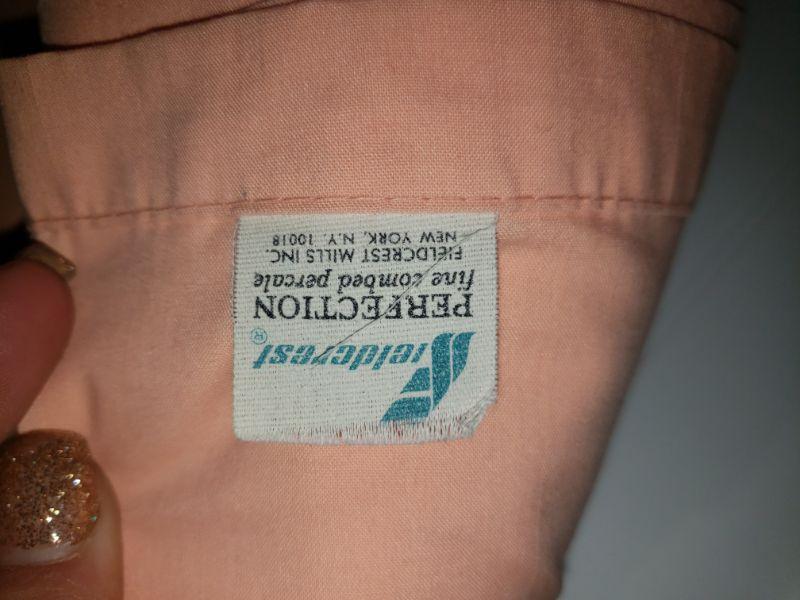 Fieldcrest®
PERFECTION
fine combed percale
FIELDCREST MILLS INC.
NEW YORK, N.Y. 10018